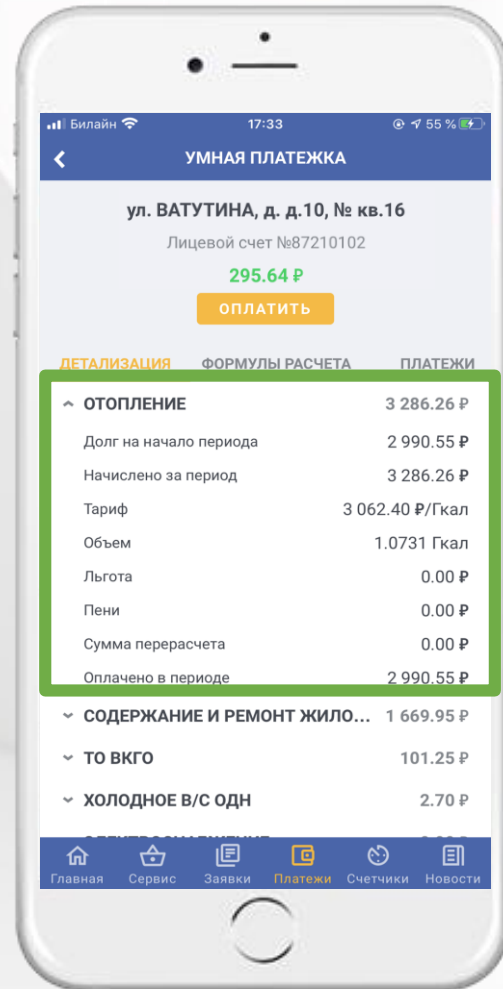 Билайн 17:33 55 %
УМНАЯ ПЛАТЕЖКА
ул. ВАТУТИНА, д. д.10, № кв.16
Лицевой счет №87210102
295.64 ₽
ОПЛАТИТЬ
ДЕТАЛИЗАЦИЯ ФОРМУЛЫ РАСЧЕТА ПЛАТЕЖИ
ОТОПЛЕНИЕ 3 286.26 ₽
Долг на начало периода 2 990.55 ₽
Начислено за период 3 286.26 ₽
Тариф 3 062.40 ₽/Гкал
Объем 1.0731 Гкал
Льгота 0.00 ₽
Пени 0.00 ₽
Сумма перерасчета 0.00 ₽
Оплачено в периоде 2 990.55 ₽
СОДЕРЖАНИЕ И РЕМОНТ ЖИЛО... 1 669.95 ₽
ТО ВКГО 101.25 ₽
ХОЛОДНОЕ В/С ОДН 2.70 ₽
Главная Сервис Заявки Платежи Счетчики Новости